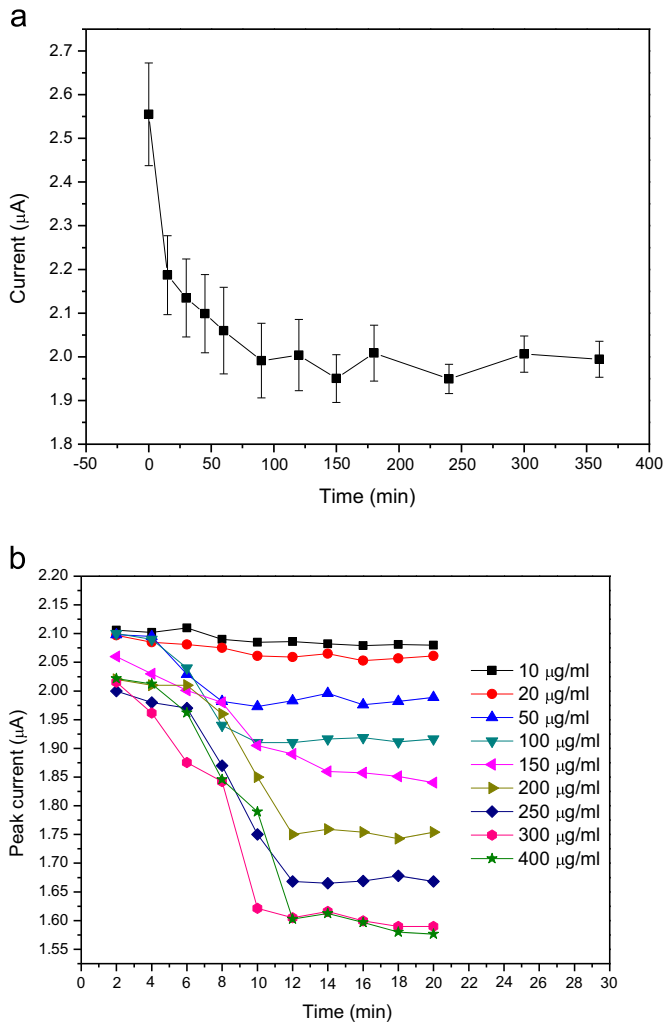 a
2.7
2.6
2.5
2.4
2.3
2.2
2.1
2.0
1.9
1.8
Current (μA)
-50 0 50 100 150 200 250 300 350 400
Time (min)
b
2.20
2.15
2.10
2.05
2.00
1.95
1.90
1.85
1.80
1.75
1.70
1.65
1.60
1.55
Peak current (μA)
10 μg/ml
20 μg/ml
50 μg/ml
100 μg/ml
150 μg/ml
200 μg/ml
250 μg/ml
300 μg/ml
400 μg/ml
0 2 4 6 8 10 12 14 16 18 20 22 24 26 28 30
Time (min)